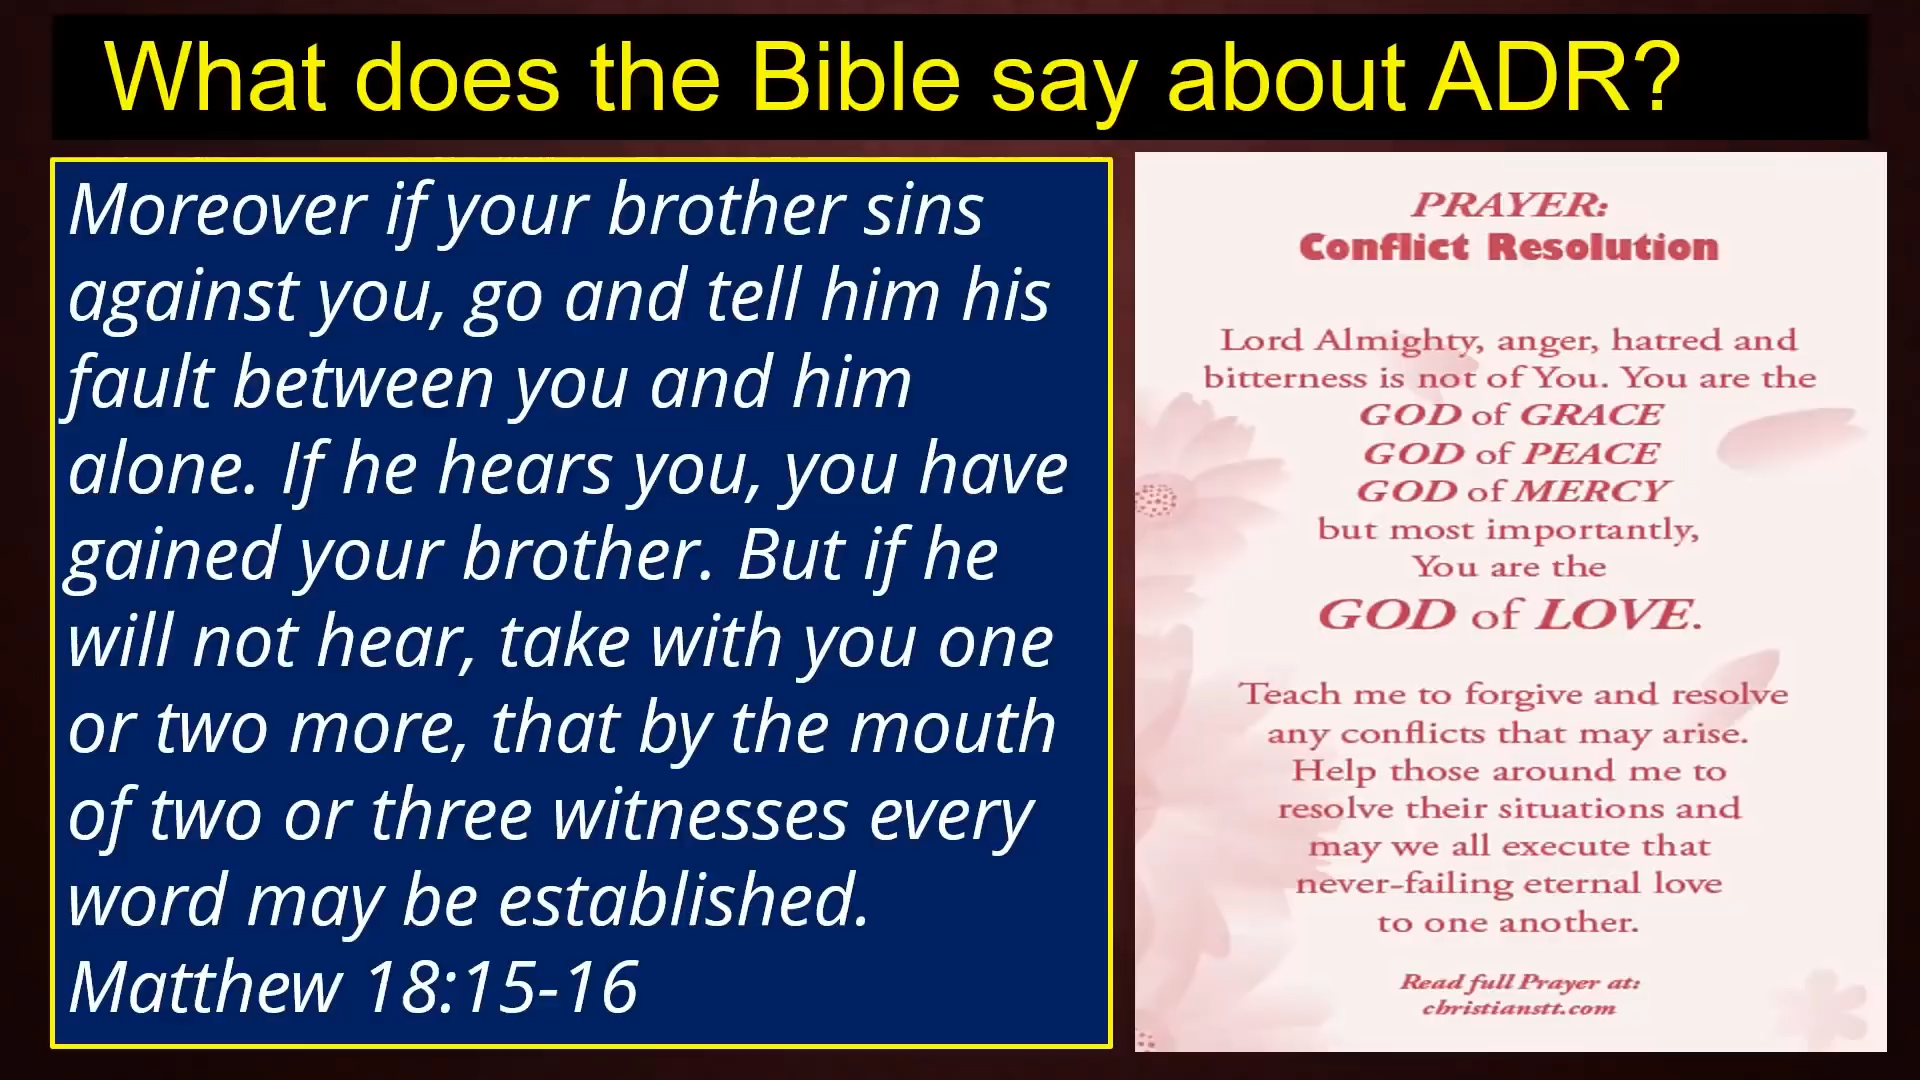 What does the Bible say about ADR?
Moreover if your brother sins
against you, go and tell him his
fault between you and him
alone. If he hears you, you have
gained your brother. But if he
will not hear, take with you one
or two more, that by the mouth
of two or three witnesses every
word may be established.
Matthew 18:15-16
PRAYER:
Conflict Resolution
Lord Almighty, anger, hatred and
bitterness is not of You. You are the
GOD of GRACE
GOD of PEACE
GOD of MERCY
but most importantly,
You are the
GOD of LOVE.
Teach me to forgive and resolve
any conflicts that may arise.
Help those around me to
resolve their situations and
may we all execute that
never-failing eternal love
to one another.
Read full Prayer at:
christianstt.com